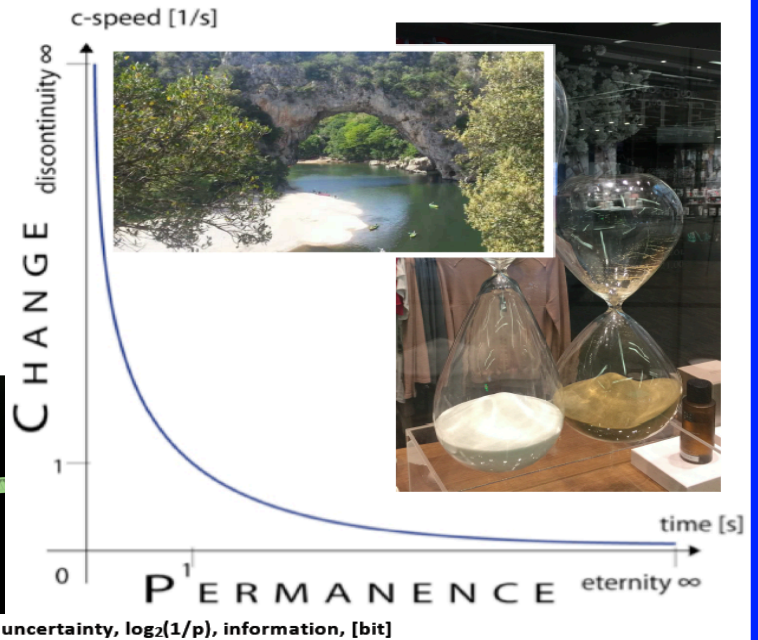 c-speed [1/s]
discontinuity ∞
CHANGE
1
time [s]
0
1
PERMANENCE
eternity ∞
uncertainty, log₂(1/p), information, [bit]